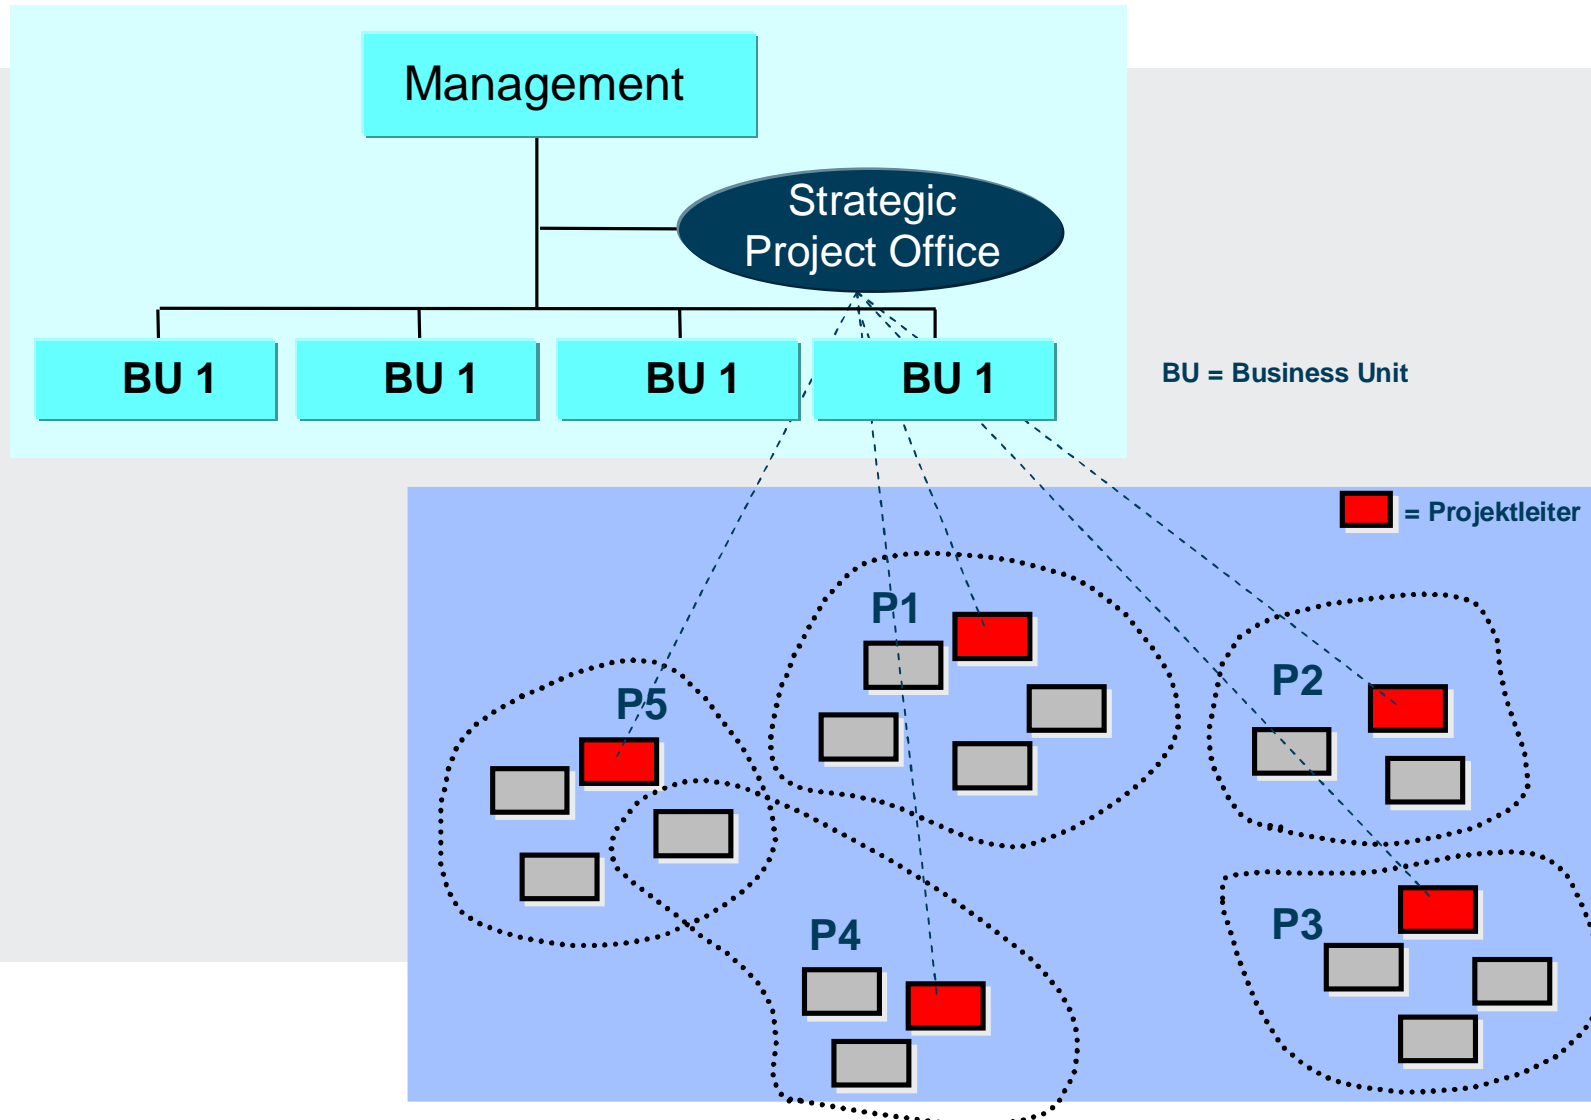 Management
Strategic
Project Office
BU 1
BU 1
BU 1
BU 1
BU = Business Unit
= Projektleiter
P1
P2
P5
P4
P3